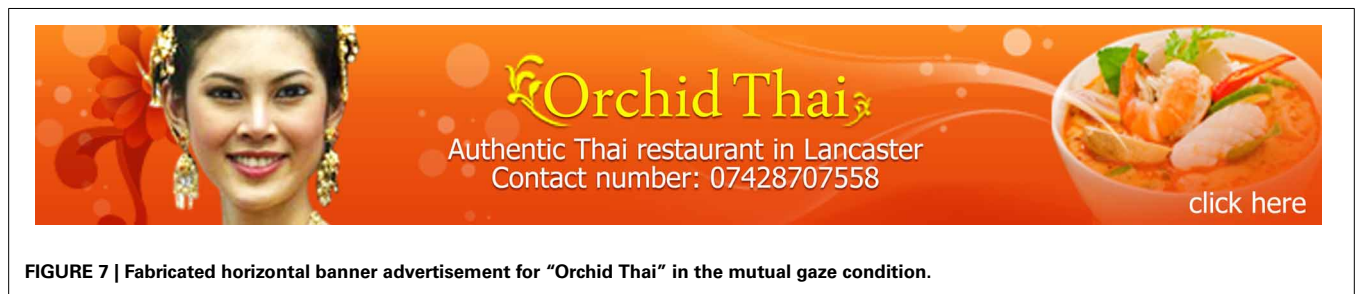 Orchid Thai
Authentic Thai restaurant in Lancaster
Contact number: 07428707558
click here
FIGURE 7 | Fabricated horizontal banner advertisement for “Orchid Thai” in the mutual gaze condition.